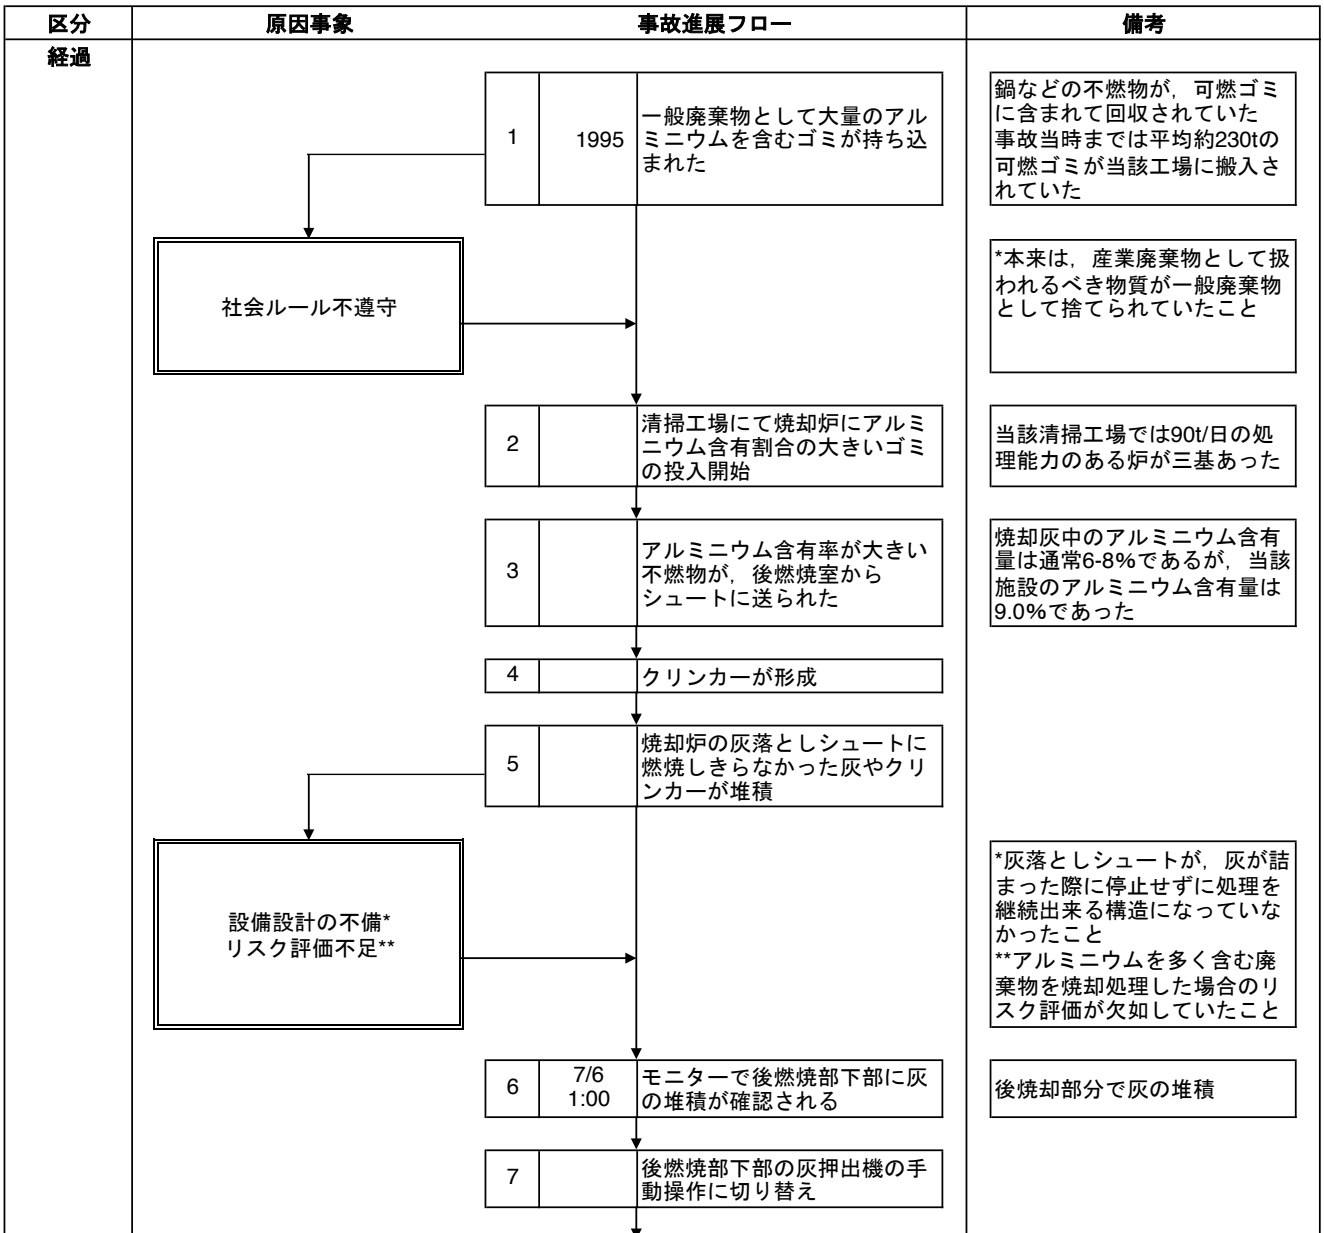 区分
原因事象
事故進展フロー
備考
経過
1
1995
一般廃棄物として大量のアル
ミニウムを含むゴミが持ち込
まれた
鍋などの不燃物が，可燃ゴミ
に含まれて回収されていた
事故当時までは平均約230tの
可燃ゴミが当該工場に搬入さ
れていた
社会ルール不遵守
*本来は，産業廃棄物として扱
われるべき物質が一般廃棄物
として捨てられていたこと
2
清掃工場にて焼却炉にアルミ
ニウム含有割合の大きいゴミ
の投入開始
当該清掃工場では90t/日の処
理能力のある炉が三基あった
3
アルミニウム含有率が大きい
不燃物が，後燃焼室から
シュートに送られた
焼却灰中のアルミニウム含有
量は通常6-8%であるが，当該
施設のアルミニウム含有量は
9.0%であった
4
クリンカーが形成
5
焼却炉の灰落としシュートに
燃焼しきらなかった灰やクリ
ンカーが堆積
設備設計の不備*
リスク評価不足**
*灰落としシュートが，灰が詰
まった際に停止せずに処理を
継続出来る構造になっていな
かったこと
**アルミニウムを多く含む廃
棄物を焼却処理した場合のリ
スク評価が欠如していたこと
6
7/6
1:00
モニターで後燃焼部下部に灰
の堆積が確認される
後焼却部分で灰の堆積
7
後燃焼部下部の灰押出機の手
動操作に切り替え